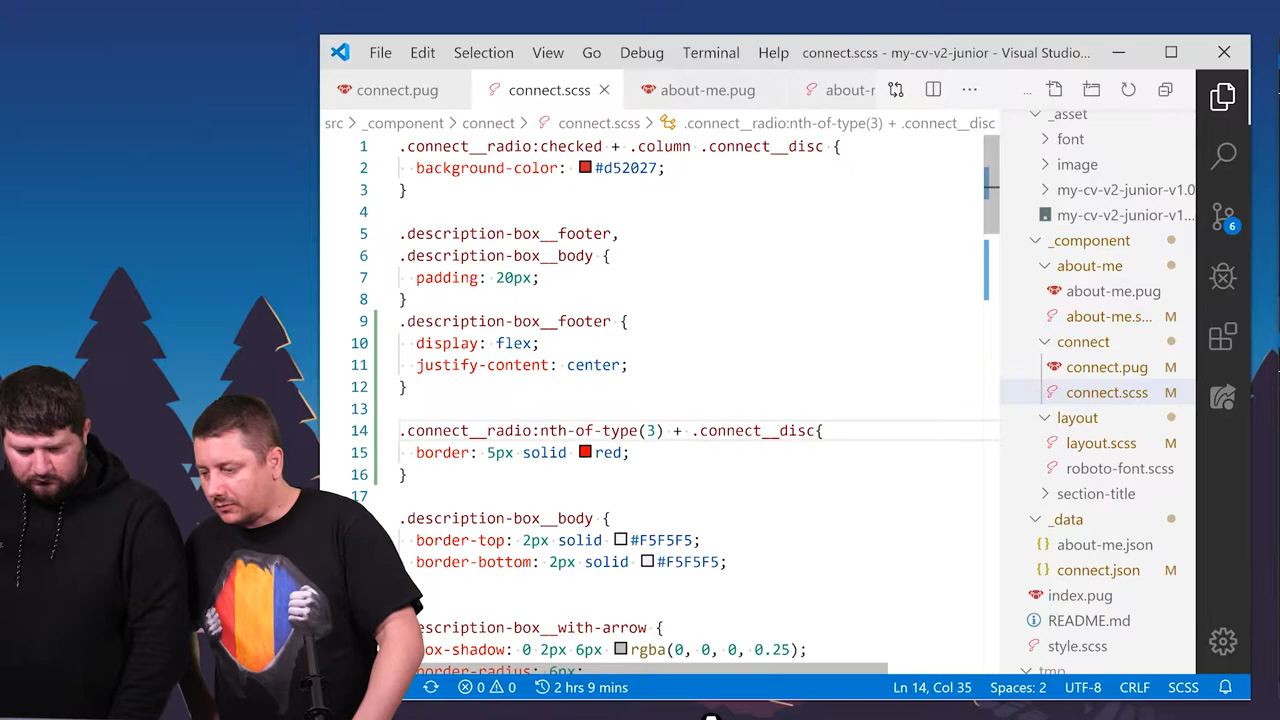 File Edit Selection View Go Debug Terminal Help connect.scss - my-cv-v2-junior - Visual Studio...
connect.pug connect.scss about-me.pug about-r ...
src > _component > connect > connect.scss > .connect__radio:nth-of-type(3) + .connect__disc
1 .connect__radio:checked + .column .connect__disc {
2 background-color: #d52027;
3 }
4
5 .description-box__footer,
6 .description-box__body {
7 padding: 20px;
8 }
9 .description-box__footer {
10 display: flex;
11 justify-content: center;
12 }
13
14 .connect__radio:nth-of-type(3) + .connect__disc{
15 border: 5px solid red;
16 }
17
.description-box__body {
border-top: 2px solid #F5F5F5;
border-bottom: 2px solid #F5F5F5;
escription-box__with-arrow {
ox-shadow: 0 2px 6px rgba(0, 0, 0, 0.25);
order-radius: 6px;
...
_asset
font
image
my-cv-v2-junior-v1.0
my-cv-v2-junior-v1...
_component
about-me
about-me.pug
about-me.s... M
connect
connect.pug M
connect.scss M
layout
layout.scss M
roboto-font.scss
section-title
_data
about-me.json
connect.json M
index.pug
README.md
style.scss
tmp
6
0 0 2 hrs 9 mins Ln 14, Col 35 Spaces: 2 UTF-8 CRLF SCSS